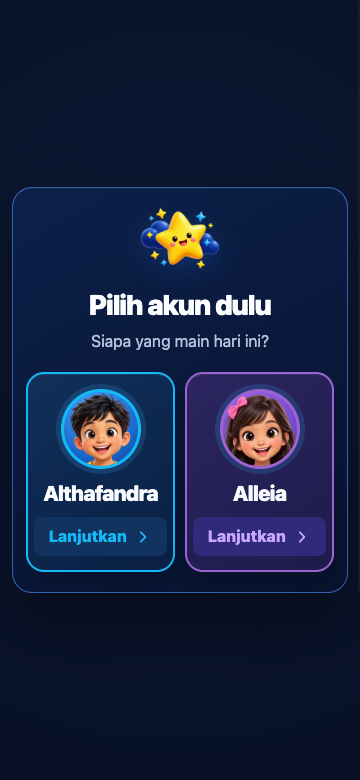 Pilih akun dulu
Siapa yang main hari ini?
Althafandra
Alleia
Lanjutkan
Lanjutkan